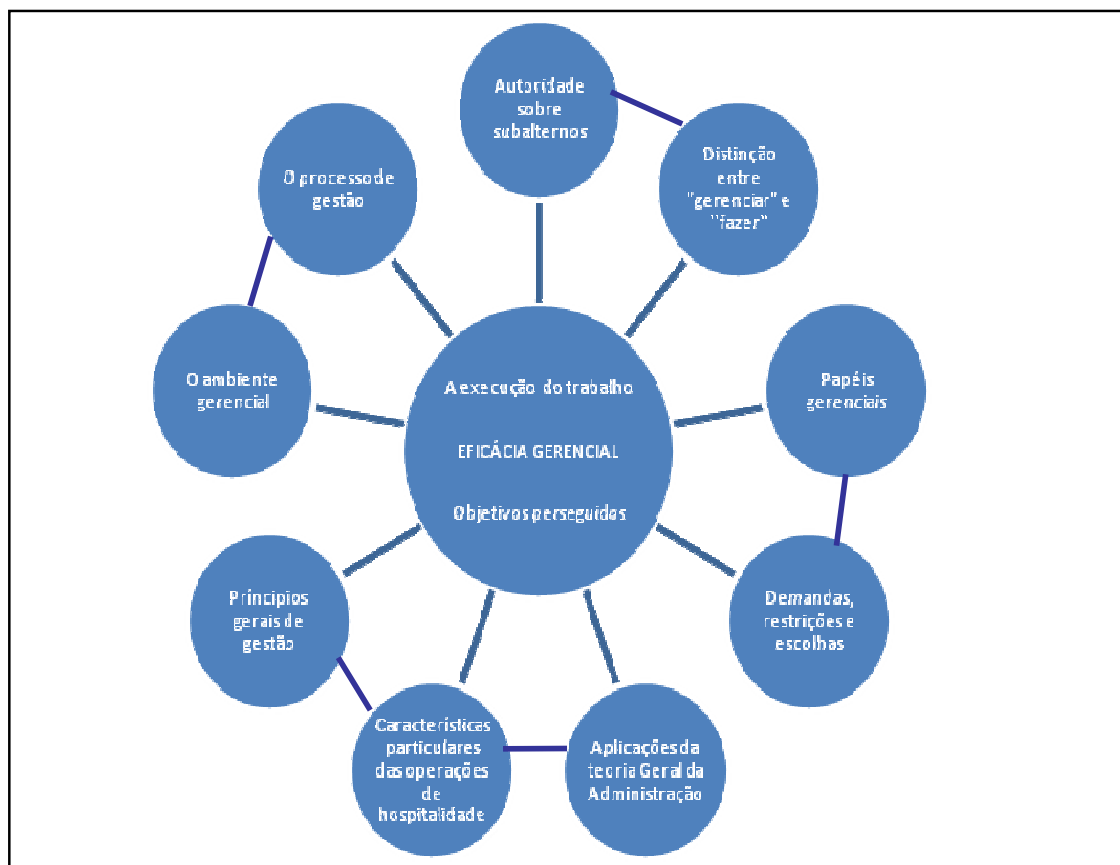 Autoridade
sobre
subalternos
Distinção
entre
"gerenciar" e
"fazer"
Papéis
gerenciais
Demandas,
restrições e
escolhas
Aplicações da
teoria Geral da
Administração
Características
particulares
das operações
de
hospitalidade
Princípios
gerais de
gestão
O ambiente
gerencial
O processo de
gestão
A execução do trabalho
EFICÁCIA GERENCIAL
Objetivos perseguidos